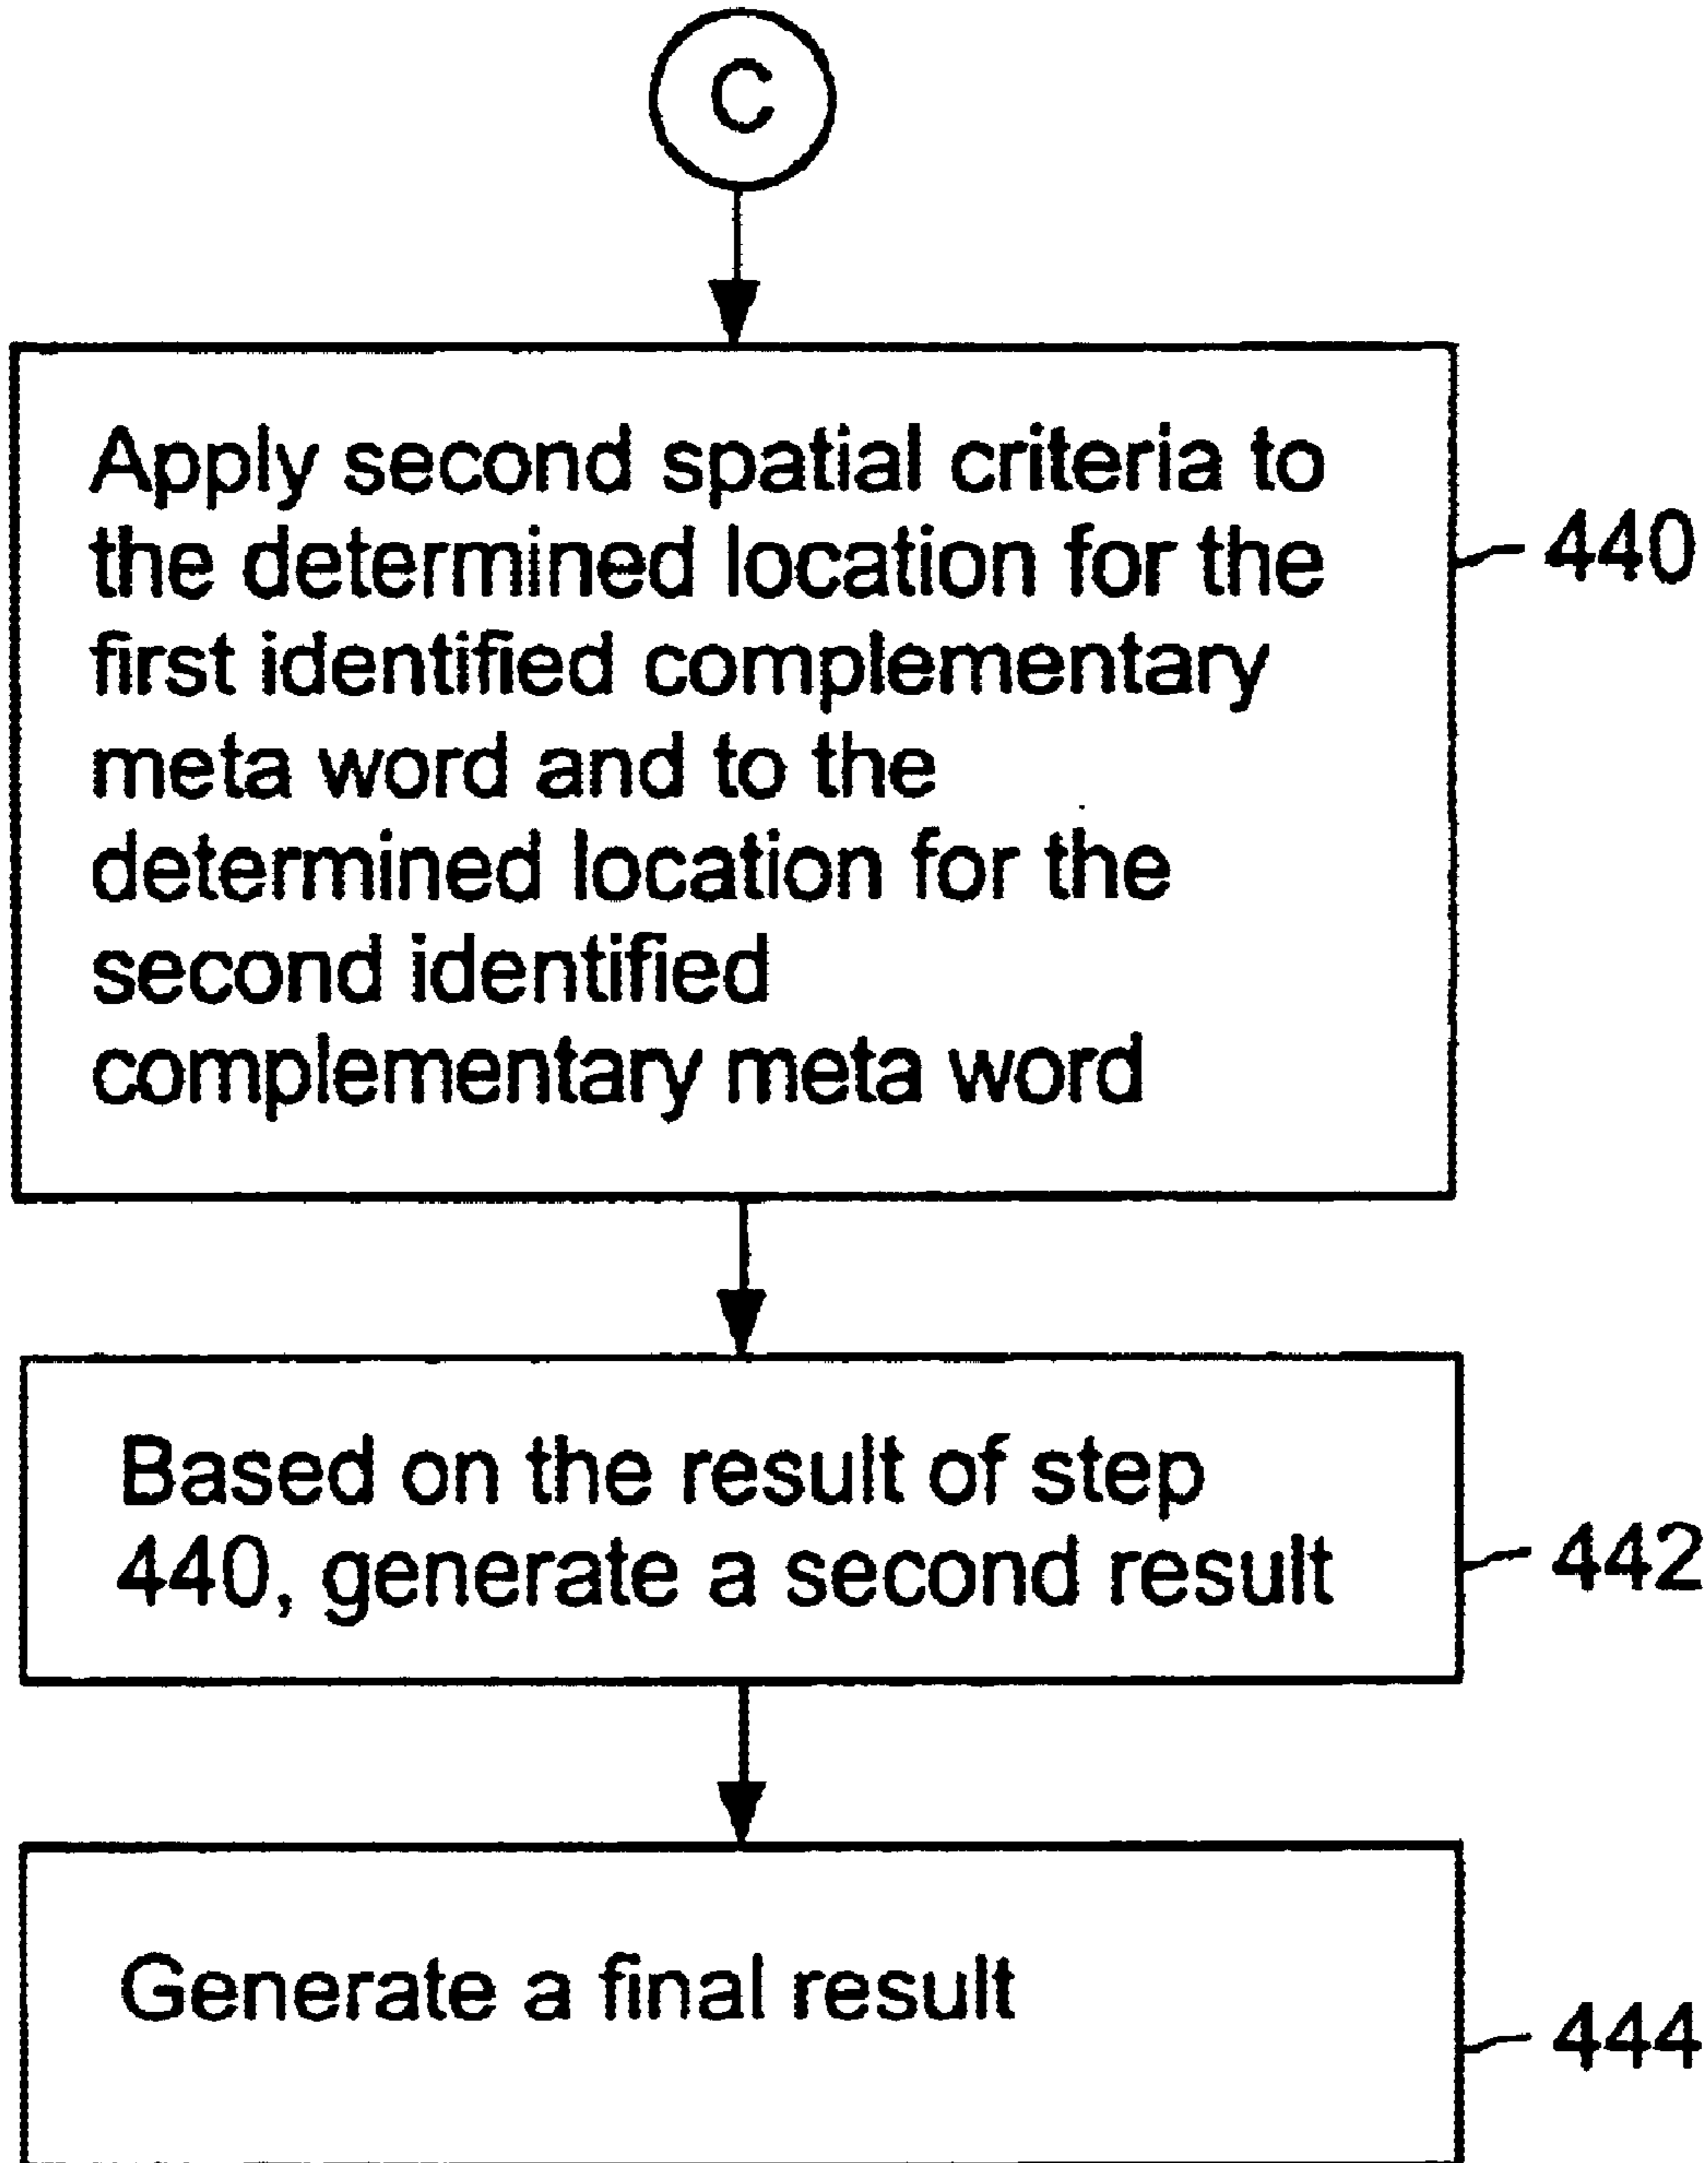 C
Apply second spatial criteria to
the determined location for the
first identified complementary
meta word and to the
determined location for the
second identified
complementary meta word
440
Based on the result of step
440, generate a second result
442
Generate a final result
444